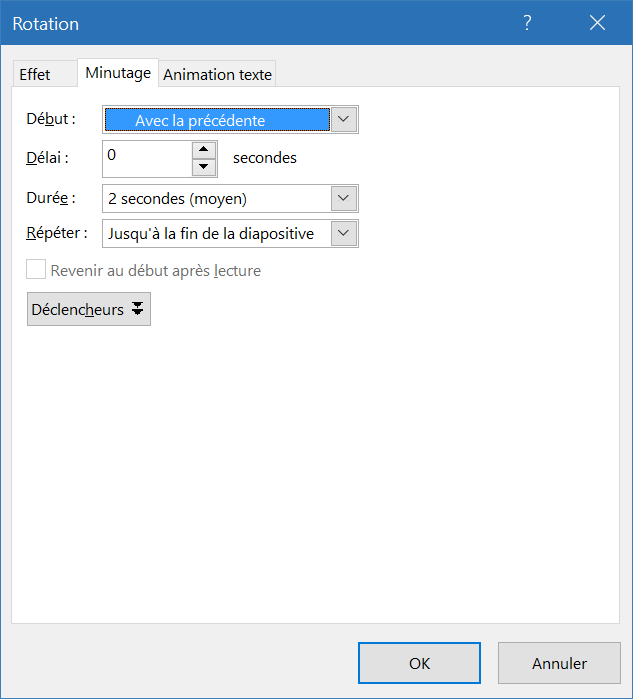 Rotation ?
Effet Minutage Animation texte
Début : Avec la précédente
Délai : 0 secondes
Durée : 2 secondes (moyen)
Répéter : Jusqu'à la fin de la diapositive
Revenir au début après lecture
Déclencheurs
OK Annuler